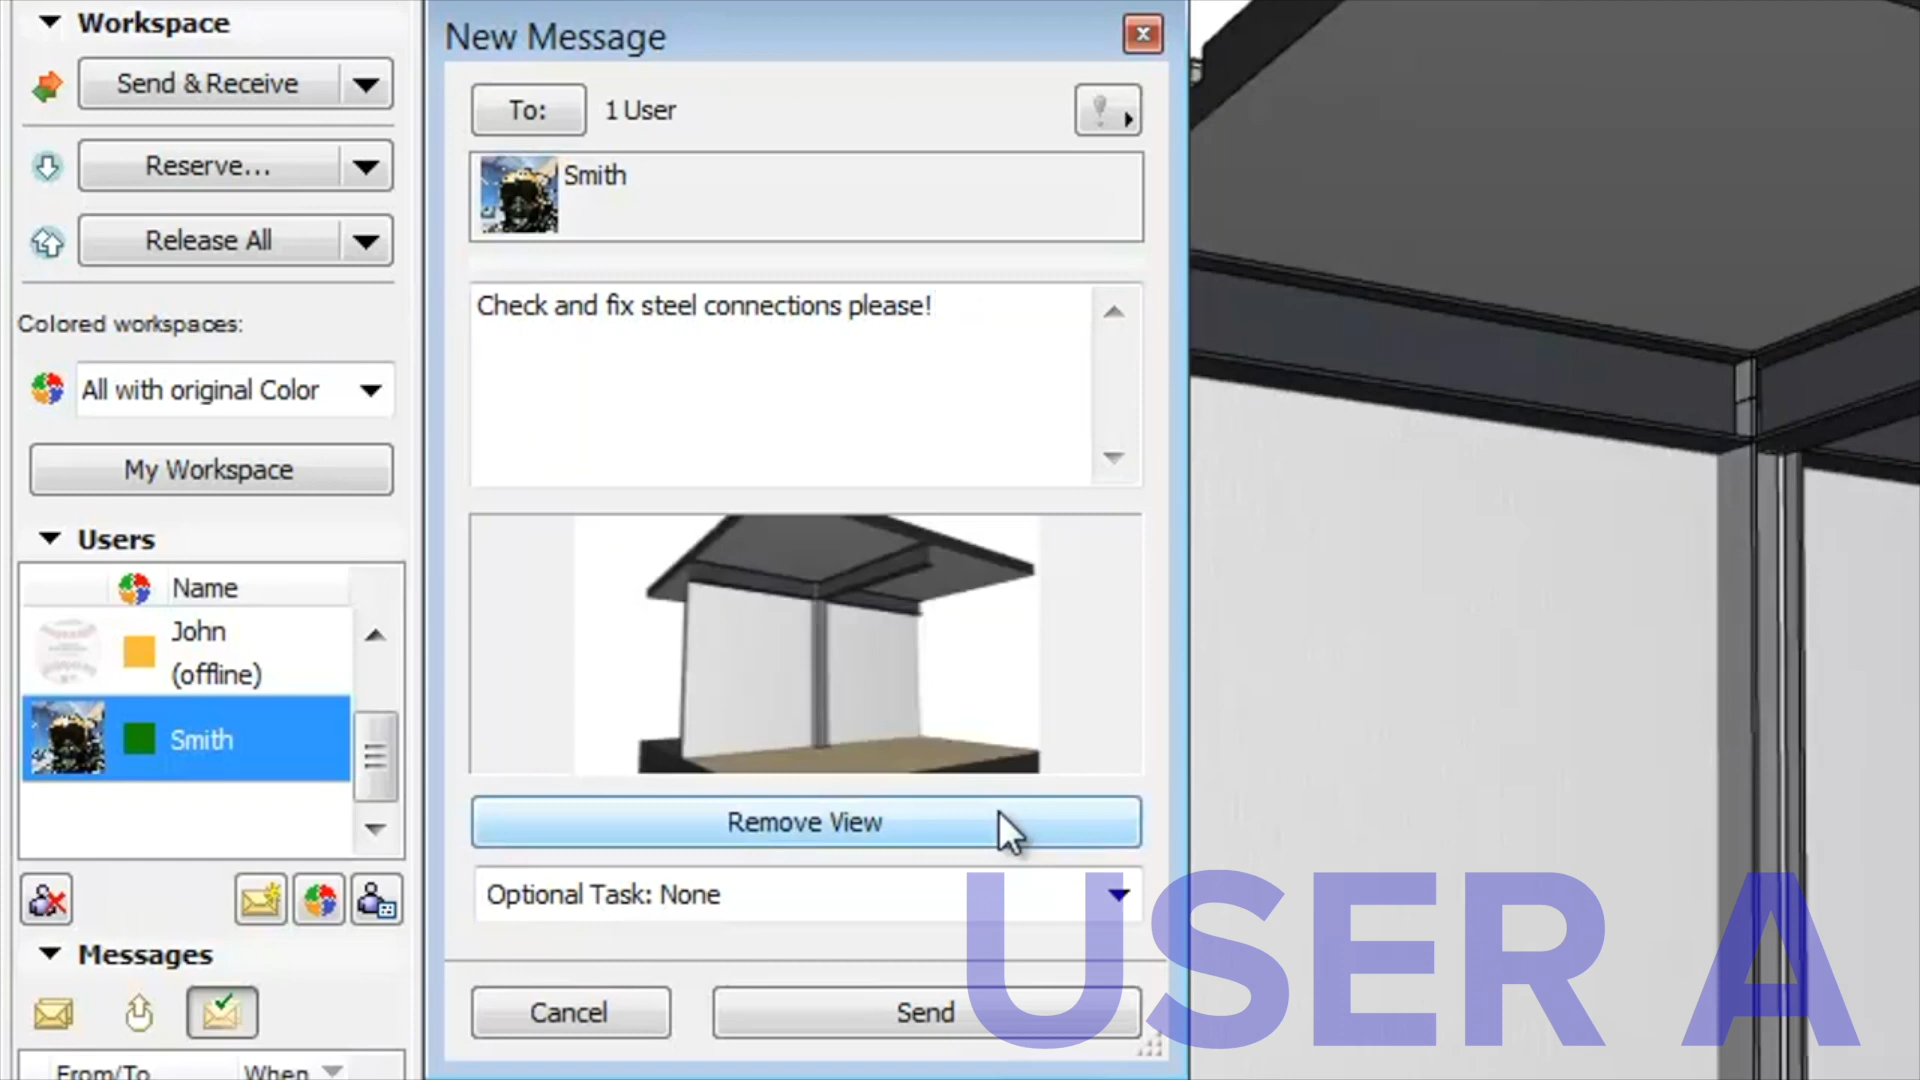 Workspace
Send & Receive
Reserve...
Release All
Colored workspaces:
All with original Color
My Workspace
Users
Name
John
(offline)
Smith
Messages
From/To
When
New Message
To:
1 User
Smith
Check and fix steel connections please!
Remove View
Optional Task: None
Cancel
Send
USER A